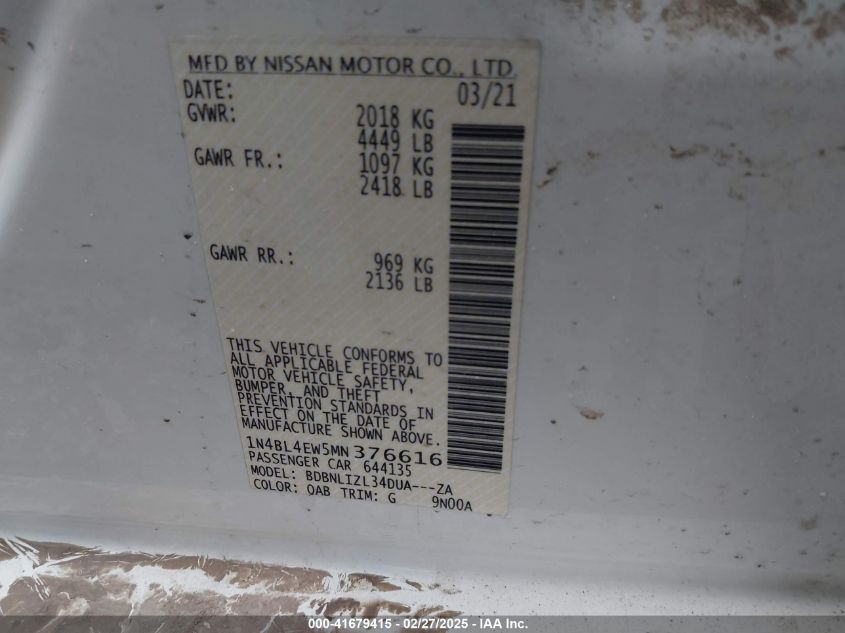 MFD BY NISSAN MOTOR CO., LTD.
DATE: 03/21
GVWR: 2018 KG
4449 LB
GAWR FR.: 1097 KG
2418 LB
GAWR RR.: 969 KG
2136 LB
THIS VEHICLE CONFORMS TO
ALL APPLICABLE FEDERAL
MOTOR VEHICLE SAFETY,
BUMPER, AND THEFT
PREVENTION STANDARDS IN
EFFECT ON THE DATE OF
MANUFACTURE SHOWN ABOVE.
1N4BL4EW5MN376616
PASSENGER CAR 644135
MODEL: BDBNLIZL34DUA---ZA
COLOR: QAB TRIM: G 9N00A
000-41679415 - 02/27/2025 - IAA Inc.